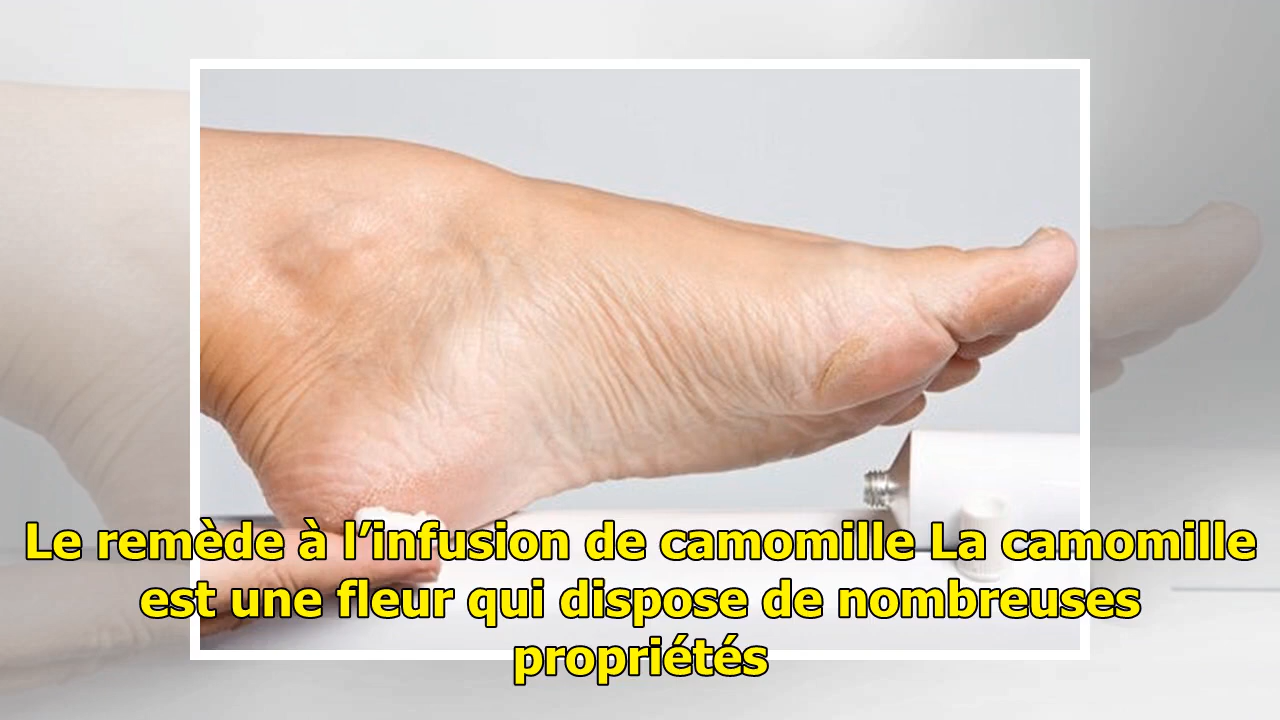 Le remède à l’infusion de camomille La camomille
est une fleur qui dispose de nombreuses
propriétés